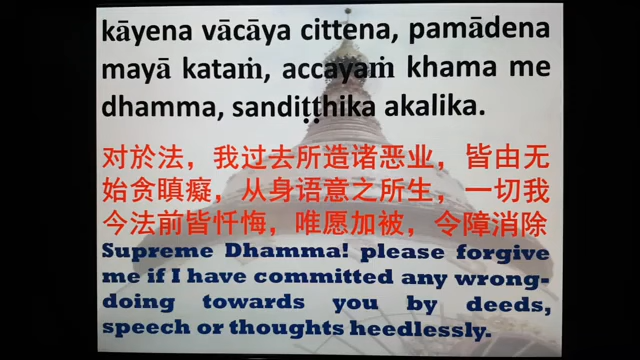 kāyena vācāya cittena, pamādena
mayā kataṁ, accayaṁ khama me
dhamma, sandiṭṭhika akalika.
对於法，我过去所造诸恶业，皆由无
始贪瞋癡，从身语意之所生，一切我
今法前皆忏悔，唯愿加被，令障消除
Supreme Dhamma! please forgive
me if I have committed any wrong-
doing towards you by deeds,
speech or thoughts heedlessly.